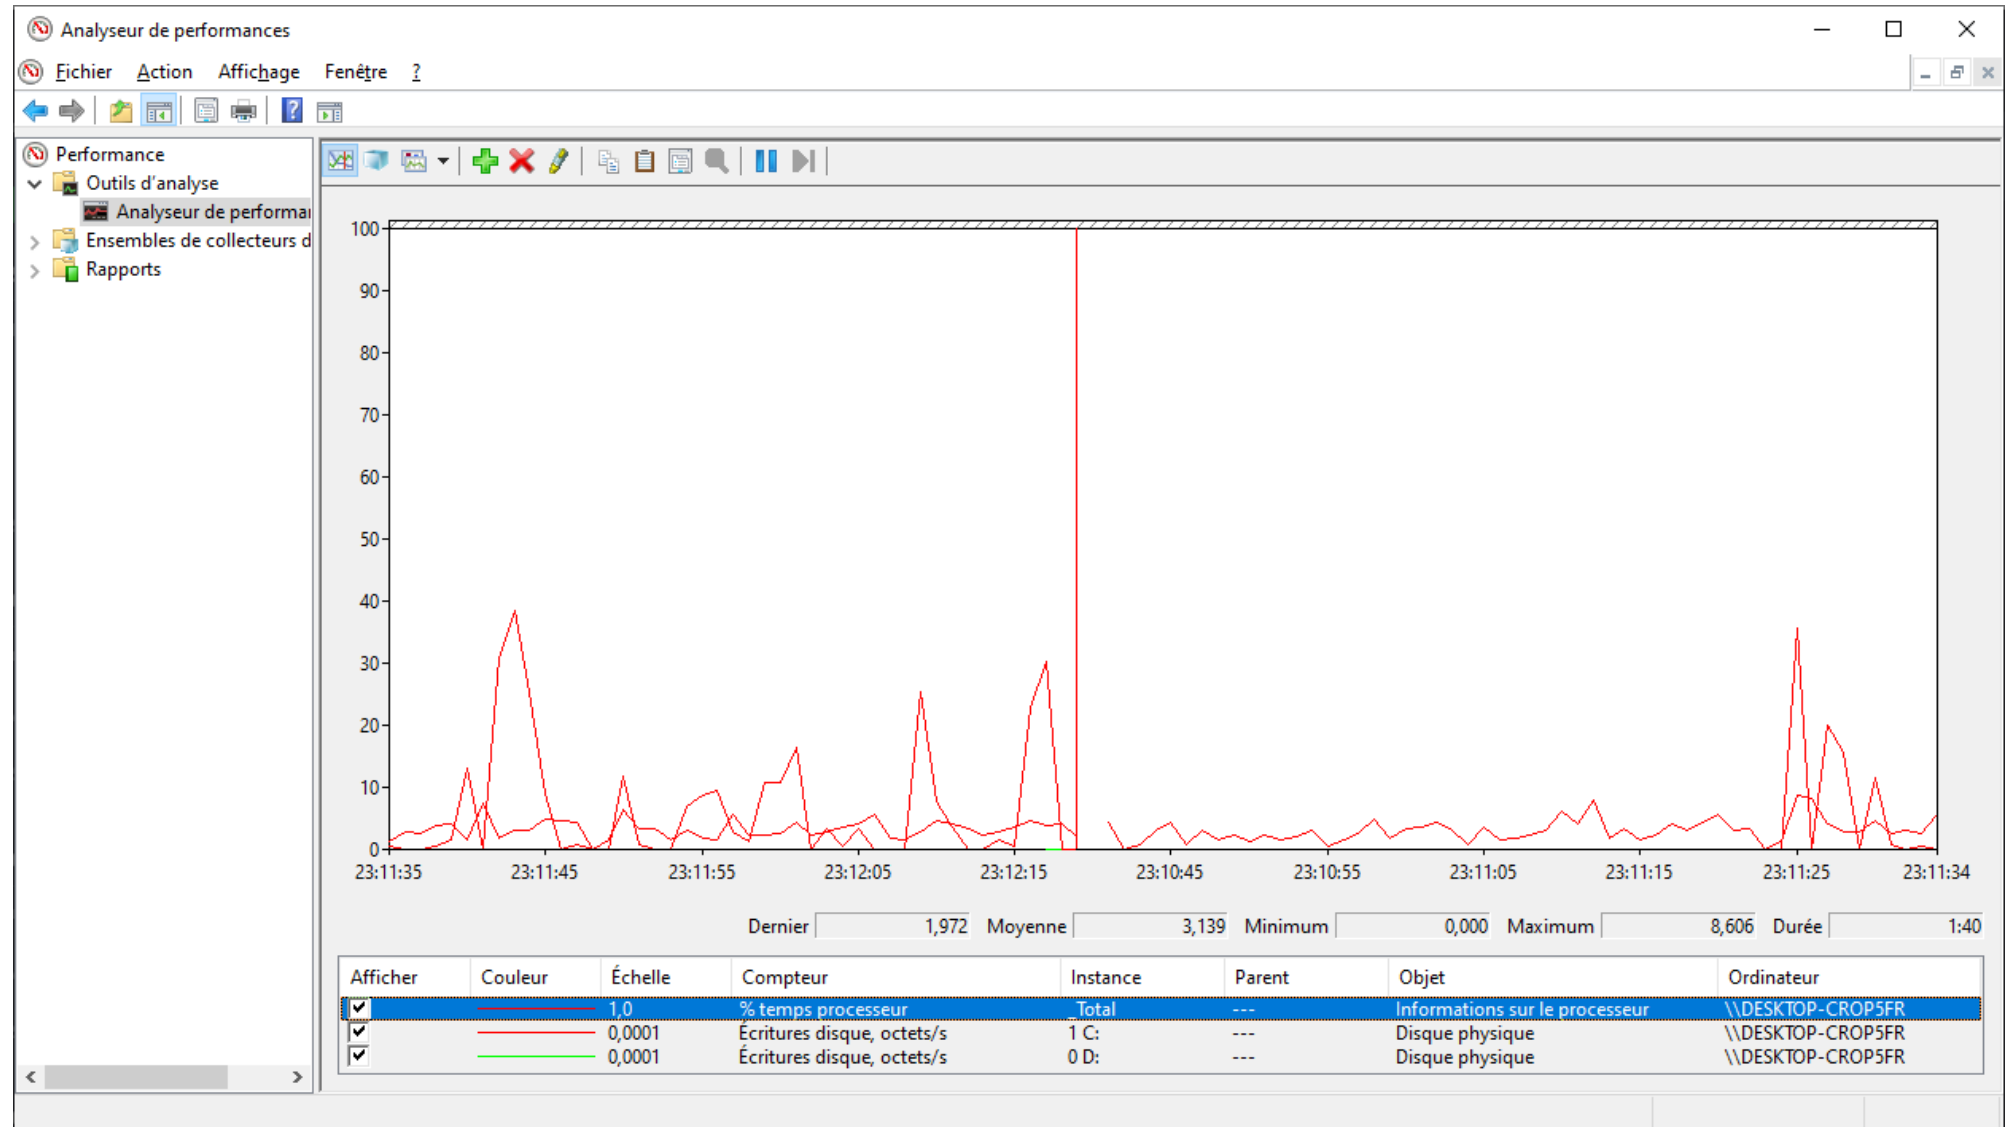 Analyseur de performances
Fichier Action Affichage Fenêtre ?
Performance
Outils d'analyse
Analyseur de performa
Ensembles de collecteurs d
Rapports
100
90
80
70
60
50
40
30
20
10
0
23:11:35 23:11:45 23:11:55 23:12:05 23:12:15 23:10:45 23:10:55 23:11:05 23:11:15 23:11:25 23:11:34
Dernier 1,972 Moyenne 3,139 Minimum 0,000 Maximum 8,606 Durée 1:40
Afficher Couleur Échelle Compteur Instance Parent Objet Ordinateur
1,0 % temps processeur _Total --- Informations sur le processeur \\DESKTOP-CROP5FR
0,0001 Écritures disque, octets/s 1 C: --- Disque physique \\DESKTOP-CROP5FR
0,0001 Écritures disque, octets/s 0 D: --- Disque physique \\DESKTOP-CROP5FR